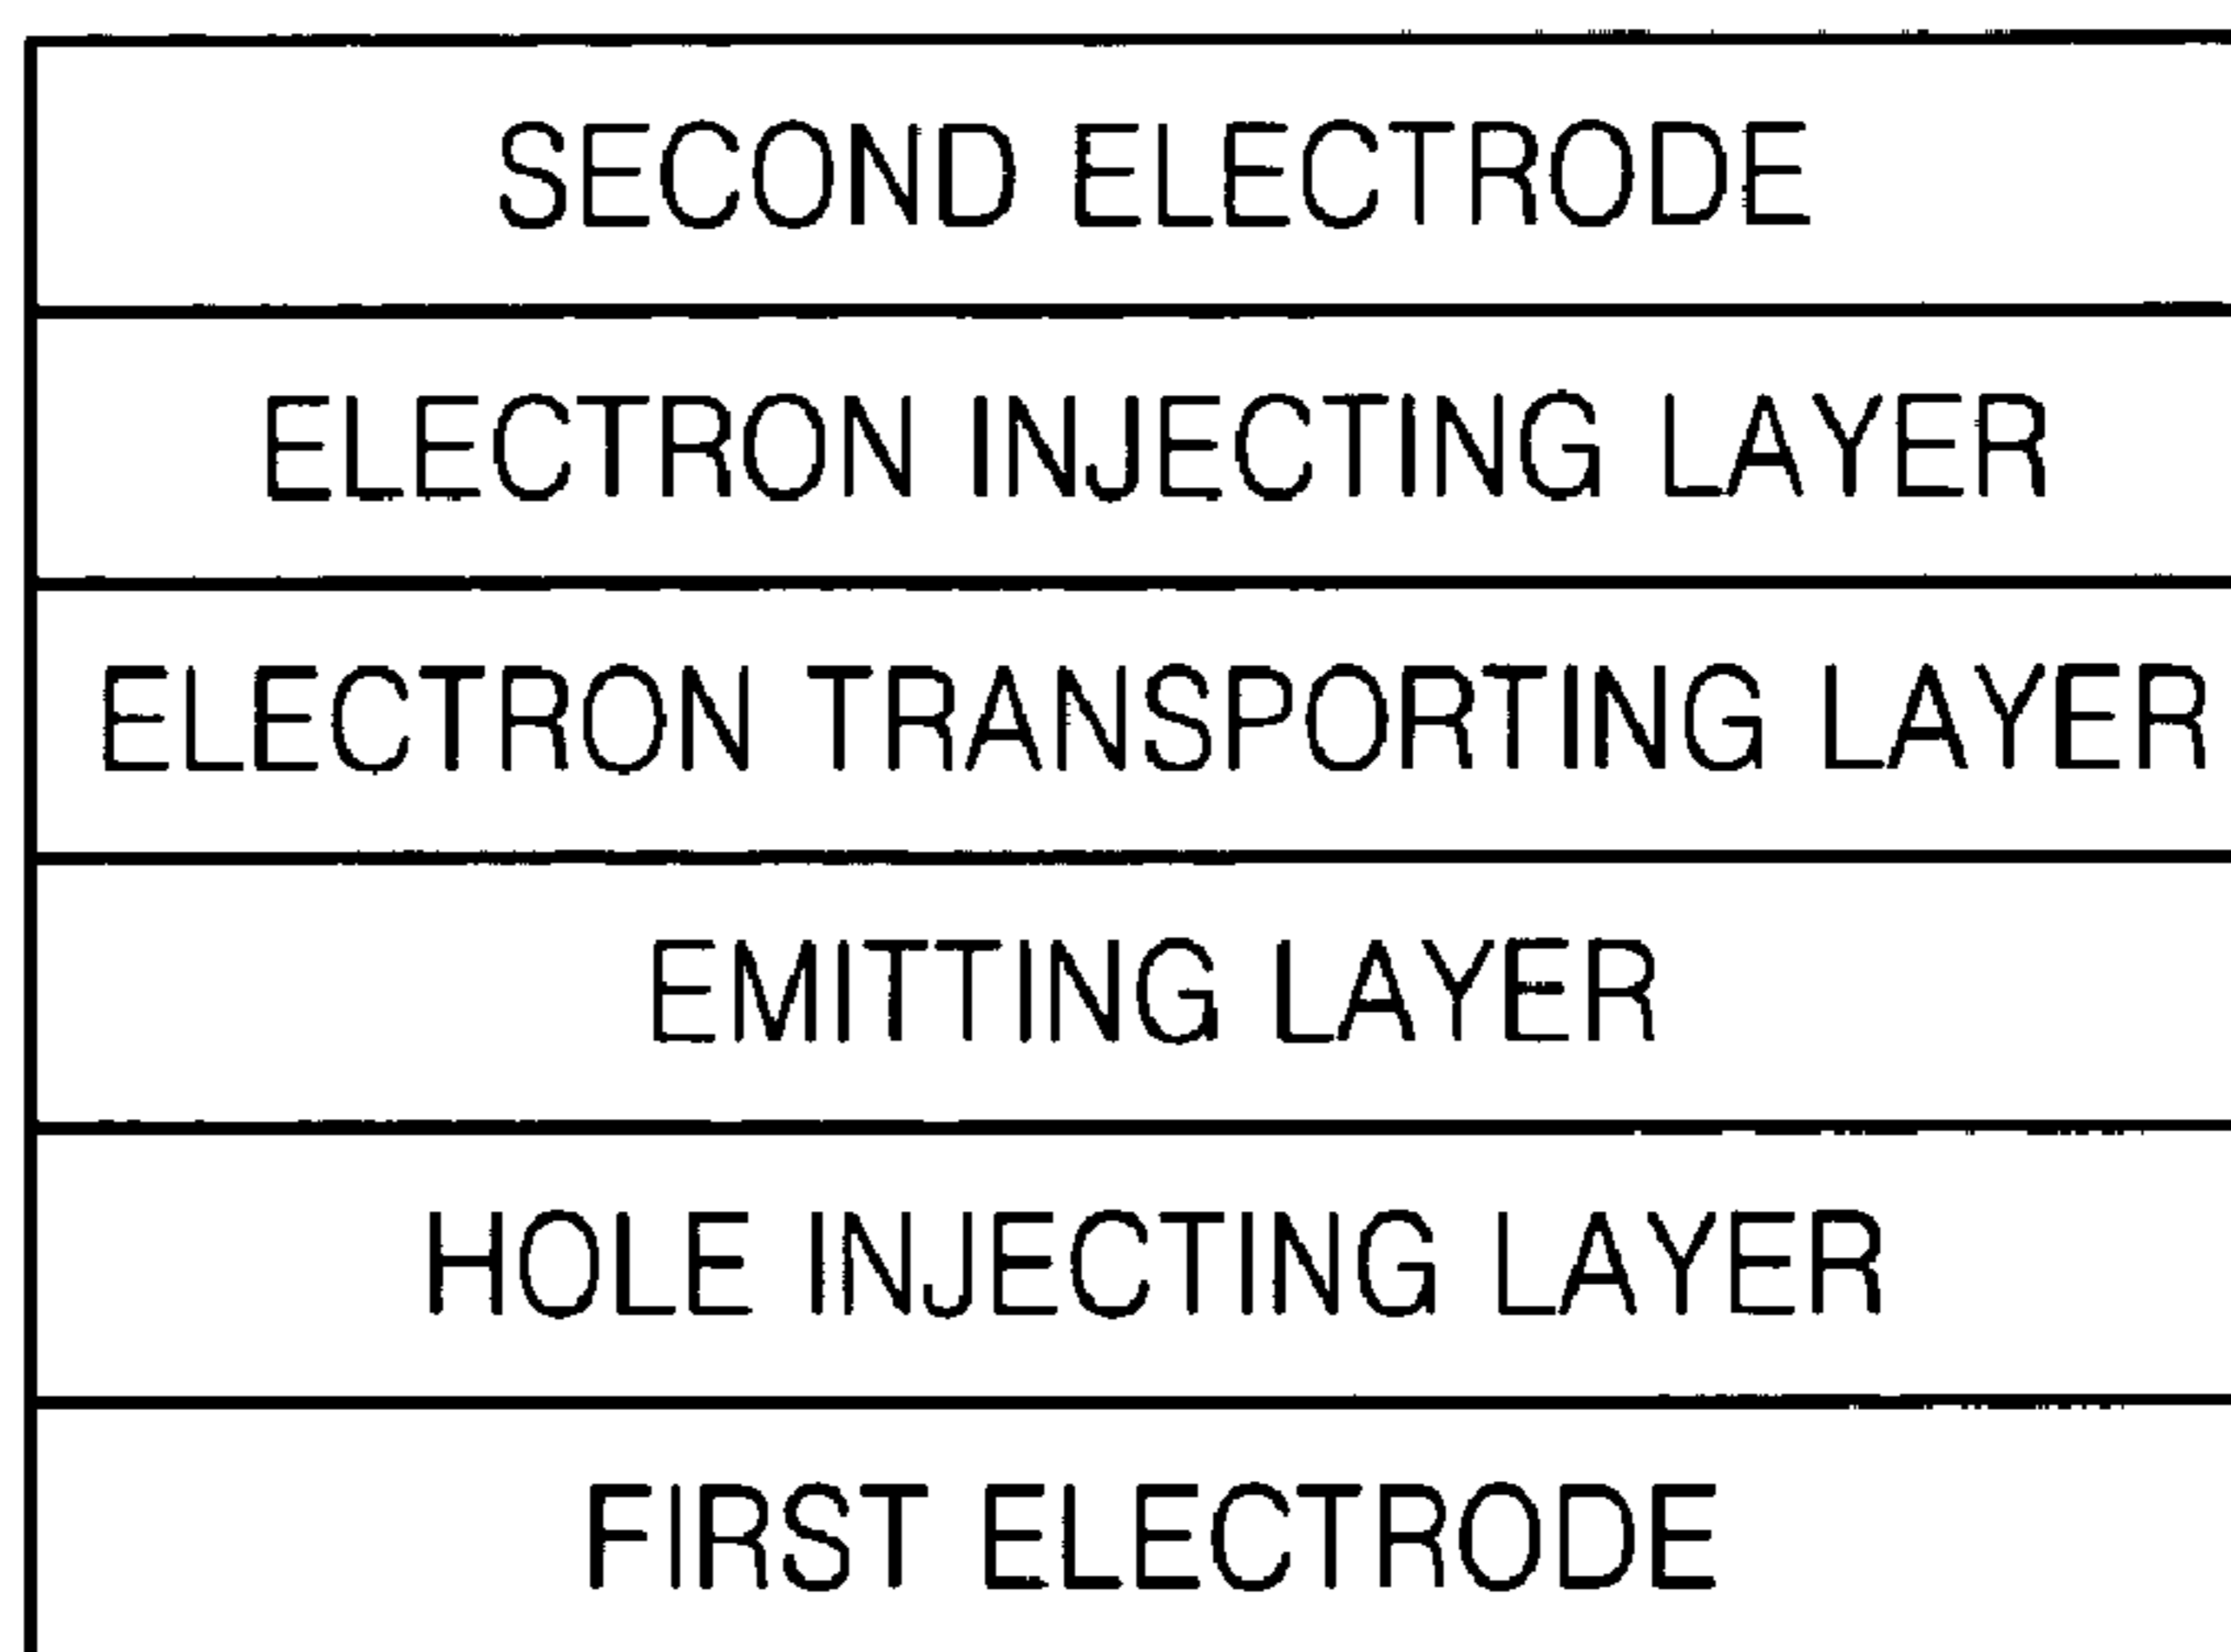 SECOND ELECTRODE
ELECTRON INJECTING LAYER
ELECTRON TRANSPORTING LAYER
EMITTING LAYER
HOLE INJECTING LAYER
FIRST ELECTRODE